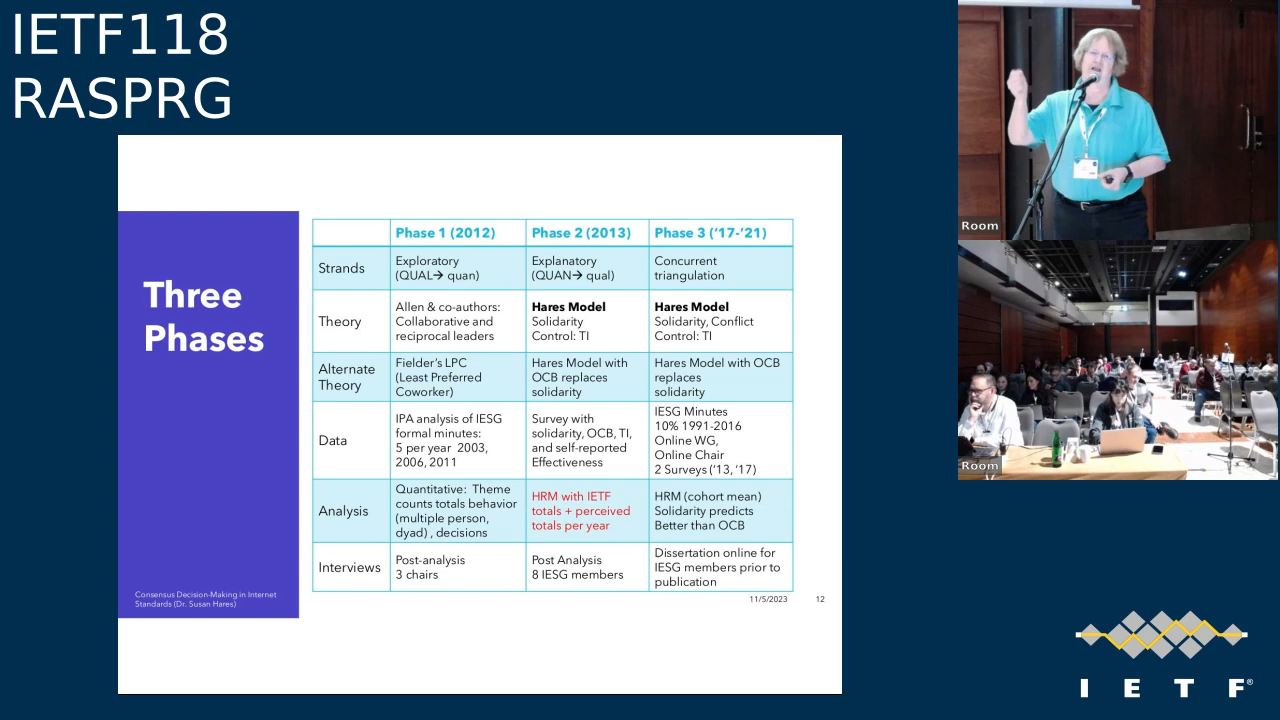 IETF118
RASPRG
Three
Phases
Phase 1 (2012)
Phase 2 (2013)
Phase 3 (‘17-’21)
Strands
Exploratory
(QUAL→ quan)
Explanatory
(QUAN→ qual)
Concurrent
triangulation
Theory
Allen & co-authors:
Collaborative and
reciprocal leaders
Hares Model
Solidarity
Control: TI
Hares Model
Solidarity, Conflict
Control: TI
Alternate
Theory
Fielder’s LPC
(Least Preferred
Coworker)
Hares Model with
OCB replaces
solidarity
Hares Model with OCB
replaces
solidarity
Data
IPA analysis of IESG
formal minutes:
5 per year 2003,
2006, 2011
Survey with
solidarity, OCB, TI,
and self-reported
Effectiveness
IESG Minutes
10% 1991-2016
Online WG,
Online Chair
2 Surveys (‘13, ‘17)
Analysis
Quantitative: Theme
counts totals behavior
(multiple person,
dyad) , decisions
HRM with IETF
totals + perceived
totals per year
HRM (cohort mean)
Solidarity predicts
Better than OCB
Interviews
Post-analysis
3 chairs
Post Analysis
8 IESG members
Dissertation online for
IESG members prior to
publication
Consensus Decision-Making in Internet
Standards (Dr. Susan Hares)
11/5/2023
12
Room
Room
I E T F®